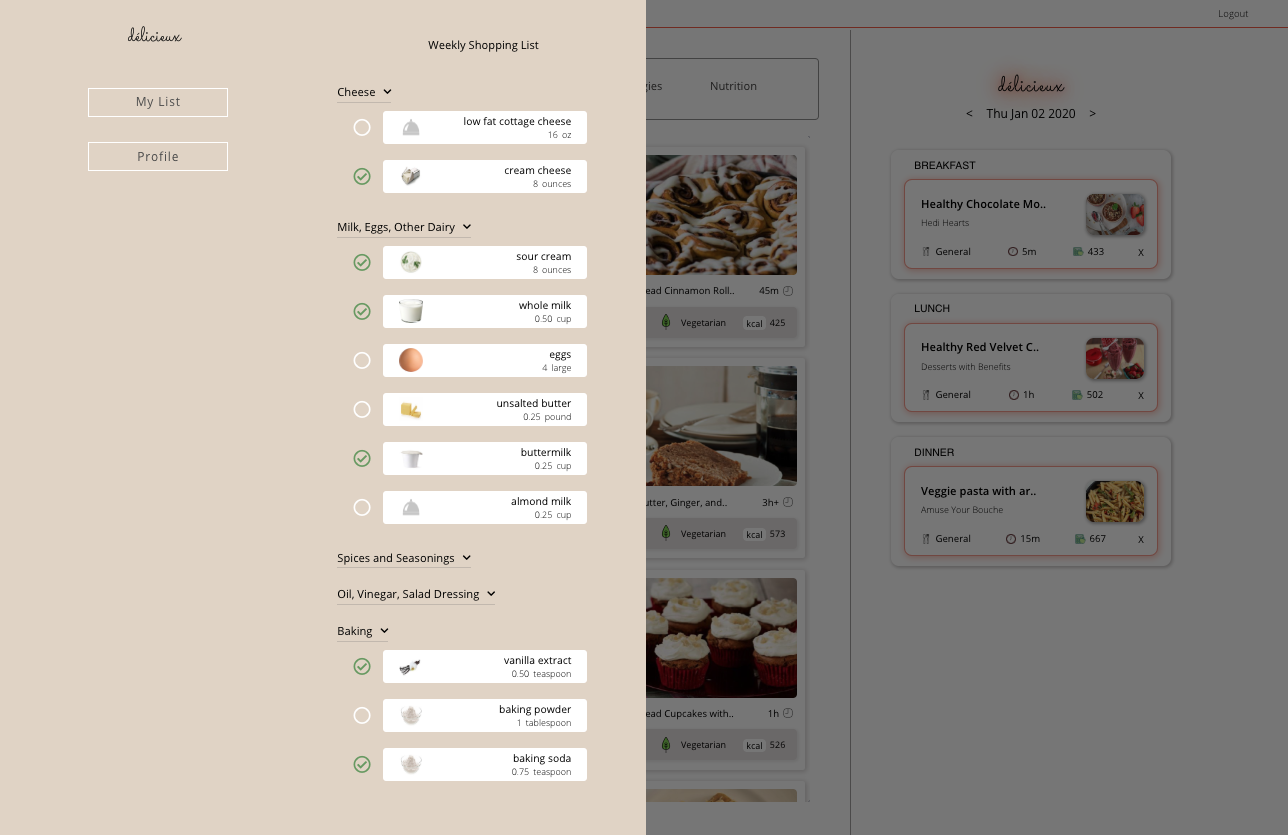 délicieux
My List
Profile
Weekly Shopping List
Cheese
low fat cottage cheese
16 oz
cream cheese
8 ounces
Milk, Eggs, Other Dairy
sour cream
8 ounces
whole milk
0.50 cup
eggs
4 large
unsalted butter
0.25 pound
buttermilk
0.25 cup
almond milk
0.25 cup
Spices and Seasonings
Oil, Vinegar, Salad Dressing
Baking
vanilla extract
0.50 teaspoon
baking powder
1 tablespoon
baking soda
0.75 teaspoon
Logout
gies Nutrition
ead Cinnamon Roll.. 45m
Vegetarian kcal 425
utter, Ginger, and.. 3h+
Vegetarian kcal 573
ead Cupcakes with.. 1h
Vegetarian kcal 526
délicieux
< Thu Jan 02 2020 >
BREAKFAST
Healthy Chocolate Mo..
Hedi Hearts
General 5m 433 X
LUNCH
Healthy Red Velvet C..
Desserts with Benefits
General 1h 502 X
DINNER
Veggie pasta with ar..
Amuse Your Bouche
General 15m 667 X